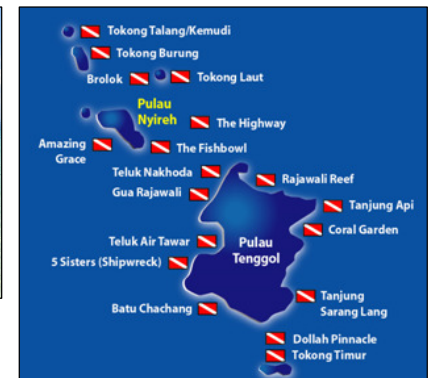 Tokong Talang/Kemudi
Tokong Burung
Brolok
Tokong Laut
Pulau
Nyireh
The Highway
Amazing
Grace
The Fishbowl
Teluk Nakhoda
Rajawali Reef
Gua Rajawali
Tanjung Api
Coral Garden
Teluk Air Tawar
Pulau
Tenggol
5 Sisters (Shipwreck)
Batu Chachang
Tanjung
Sarang Lang
Dollah Pinnacle
Tokong Timur